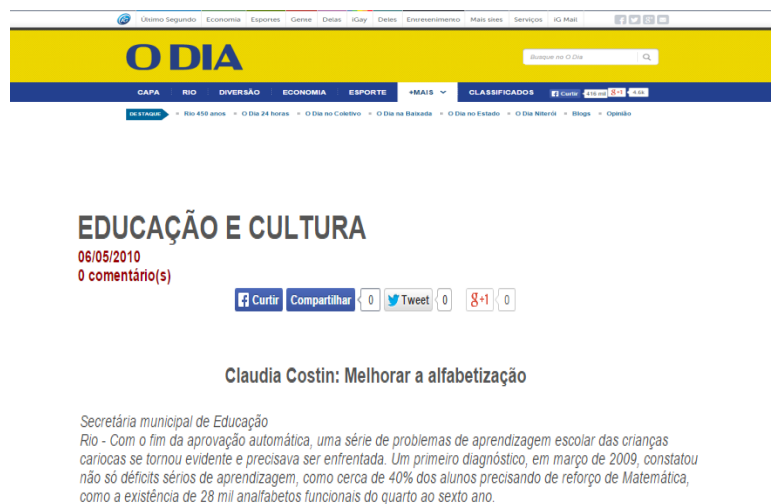 iG Último Segundo Economia Esportes Gente Delas iGay Deles Entretenimento Mais sites Serviços iG Mail
O DIA
Busque no O Dia
CAPA RIO DIVERSÃO ECONOMIA ESPORTE +MAIS CLASSIFICADOS Curtir 416 mil g+1 4.6k
DESTAQUE Rio 450 anos O Dia 24 horas O Dia no Coletivo O Dia na Baixada O Dia no Estado O Dia Niterói Blogs Opinião
EDUCAÇÃO E CULTURA
06/05/2010
0 comentário(s)
Curtir Compartilhar 0 Tweet 0 g+1 0
Claudia Costin: Melhorar a alfabetização
Secretária municipal de Educação
Rio - Com o fim da aprovação automática, uma série de problemas de aprendizagem escolar das crianças
cariocas se tornou evidente e precisava ser enfrentada. Um primeiro diagnóstico, em março de 2009, constatou
não só déficits sérios de aprendizagem, como cerca de 40% dos alunos precisando de reforço de Matemática,
como a existência de 28 mil analfabetos funcionais do quarto ao sexto ano.